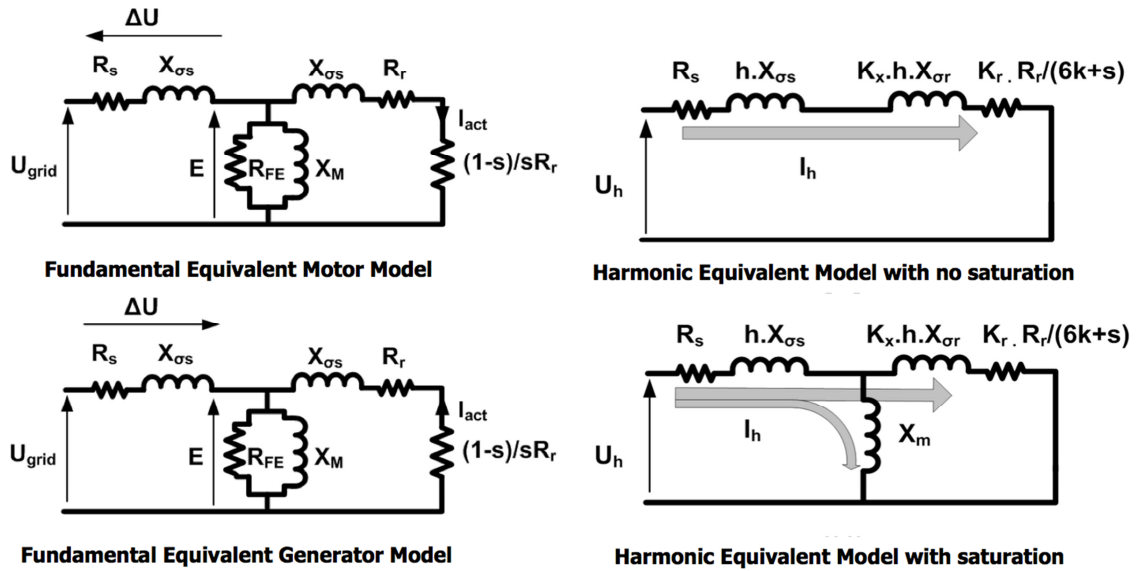 ΔU
Rs Xσs Xσs Rr
Ugrid E RFE XM Iact (1-s)/sRr
Fundamental Equivalent Motor Model
Rs h.Xσs Kx.h.Xσr Kr . Rr/(6k+s)
Uh Ih
Harmonic Equivalent Model with no saturation
ΔU
Rs Xσs Xσs Rr
Ugrid E RFE XM Iact (1-s)/sRr
Fundamental Equivalent Generator Model
Rs h.Xσs Kx.h.Xσr Kr . Rr/(6k+s)
Uh Ih Xm
Harmonic Equivalent Model with saturation